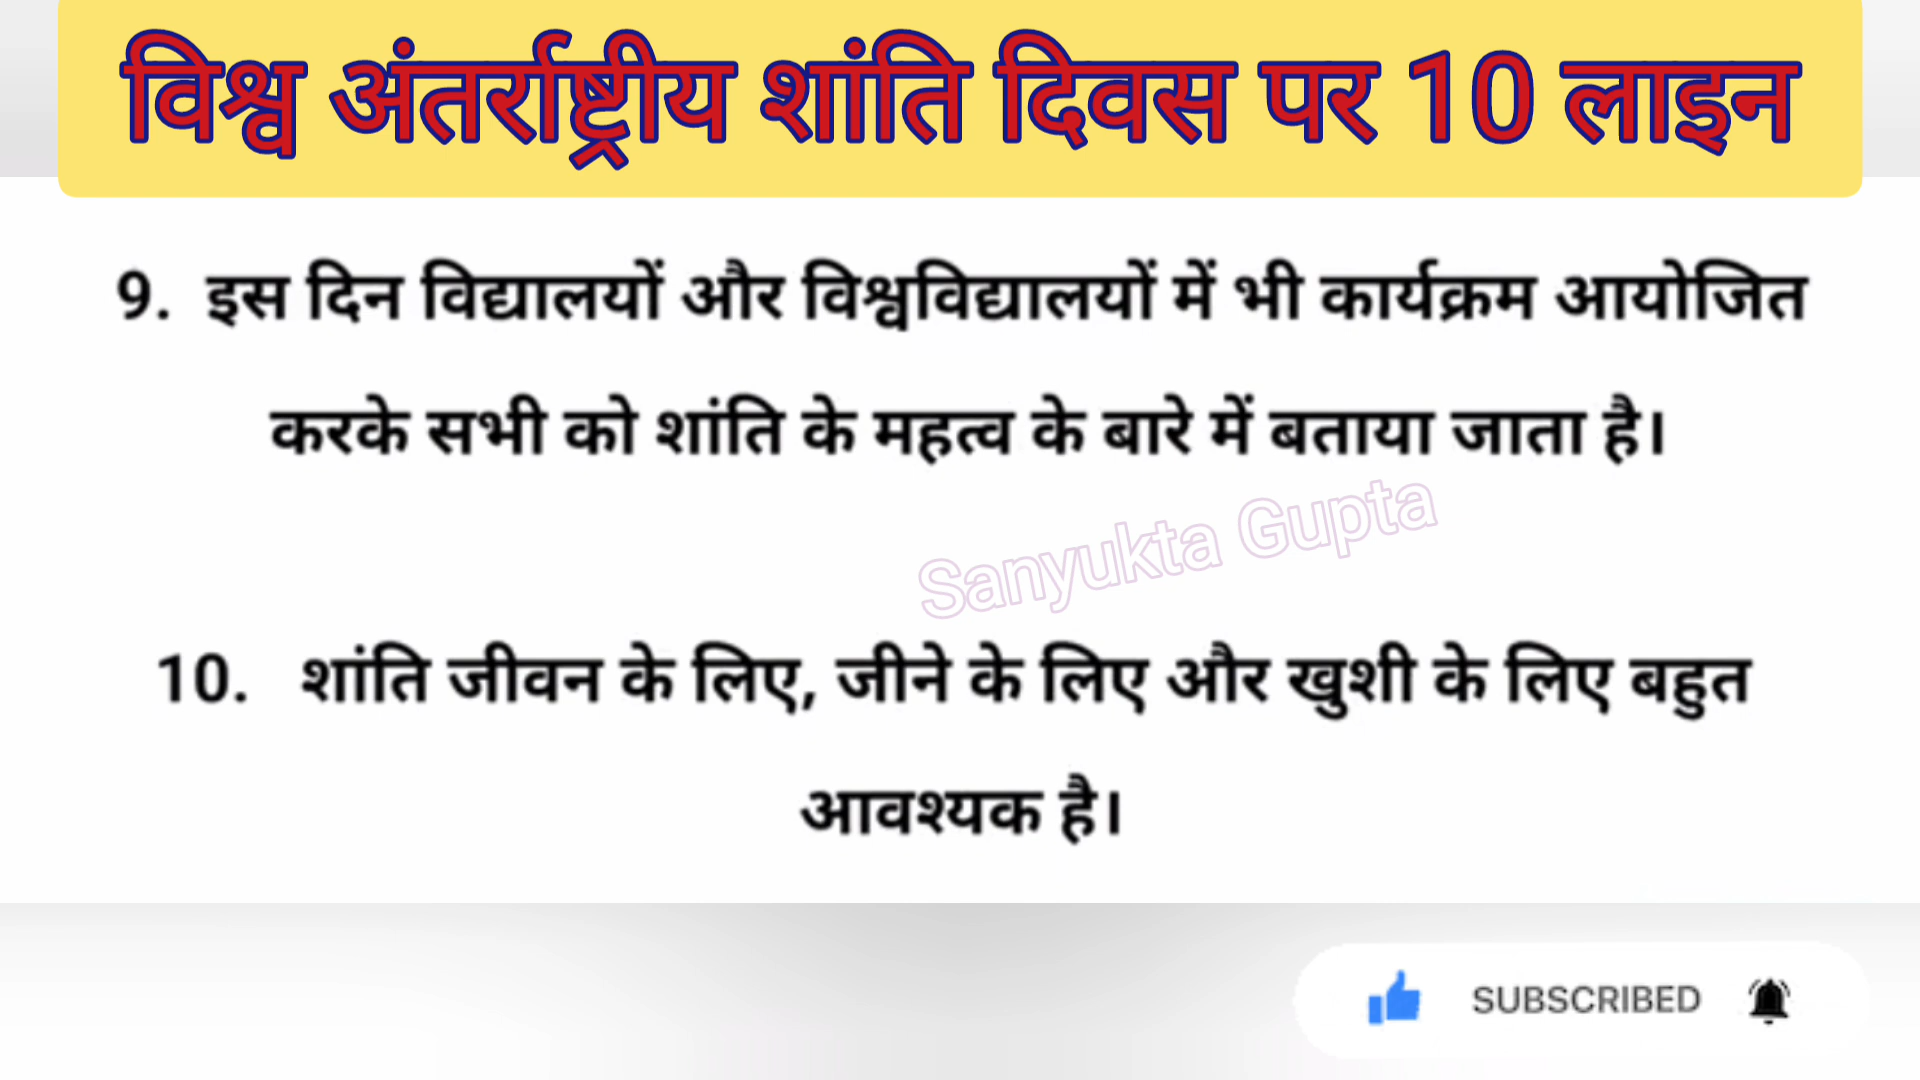 विश्व अंतर्राष्ट्रीय शांति दिवस पर 10 लाइन
9. इस दिन विद्यालयों और विश्वविद्यालयों में भी कार्यक्रम आयोजित
करके सभी को शांति के महत्व के बारे में बताया जाता है।
Sanyukta Gupta
10. शांति जीवन के लिए, जीने के लिए और खुशी के लिए बहुत
आवश्यक है।
SUBSCRIBED